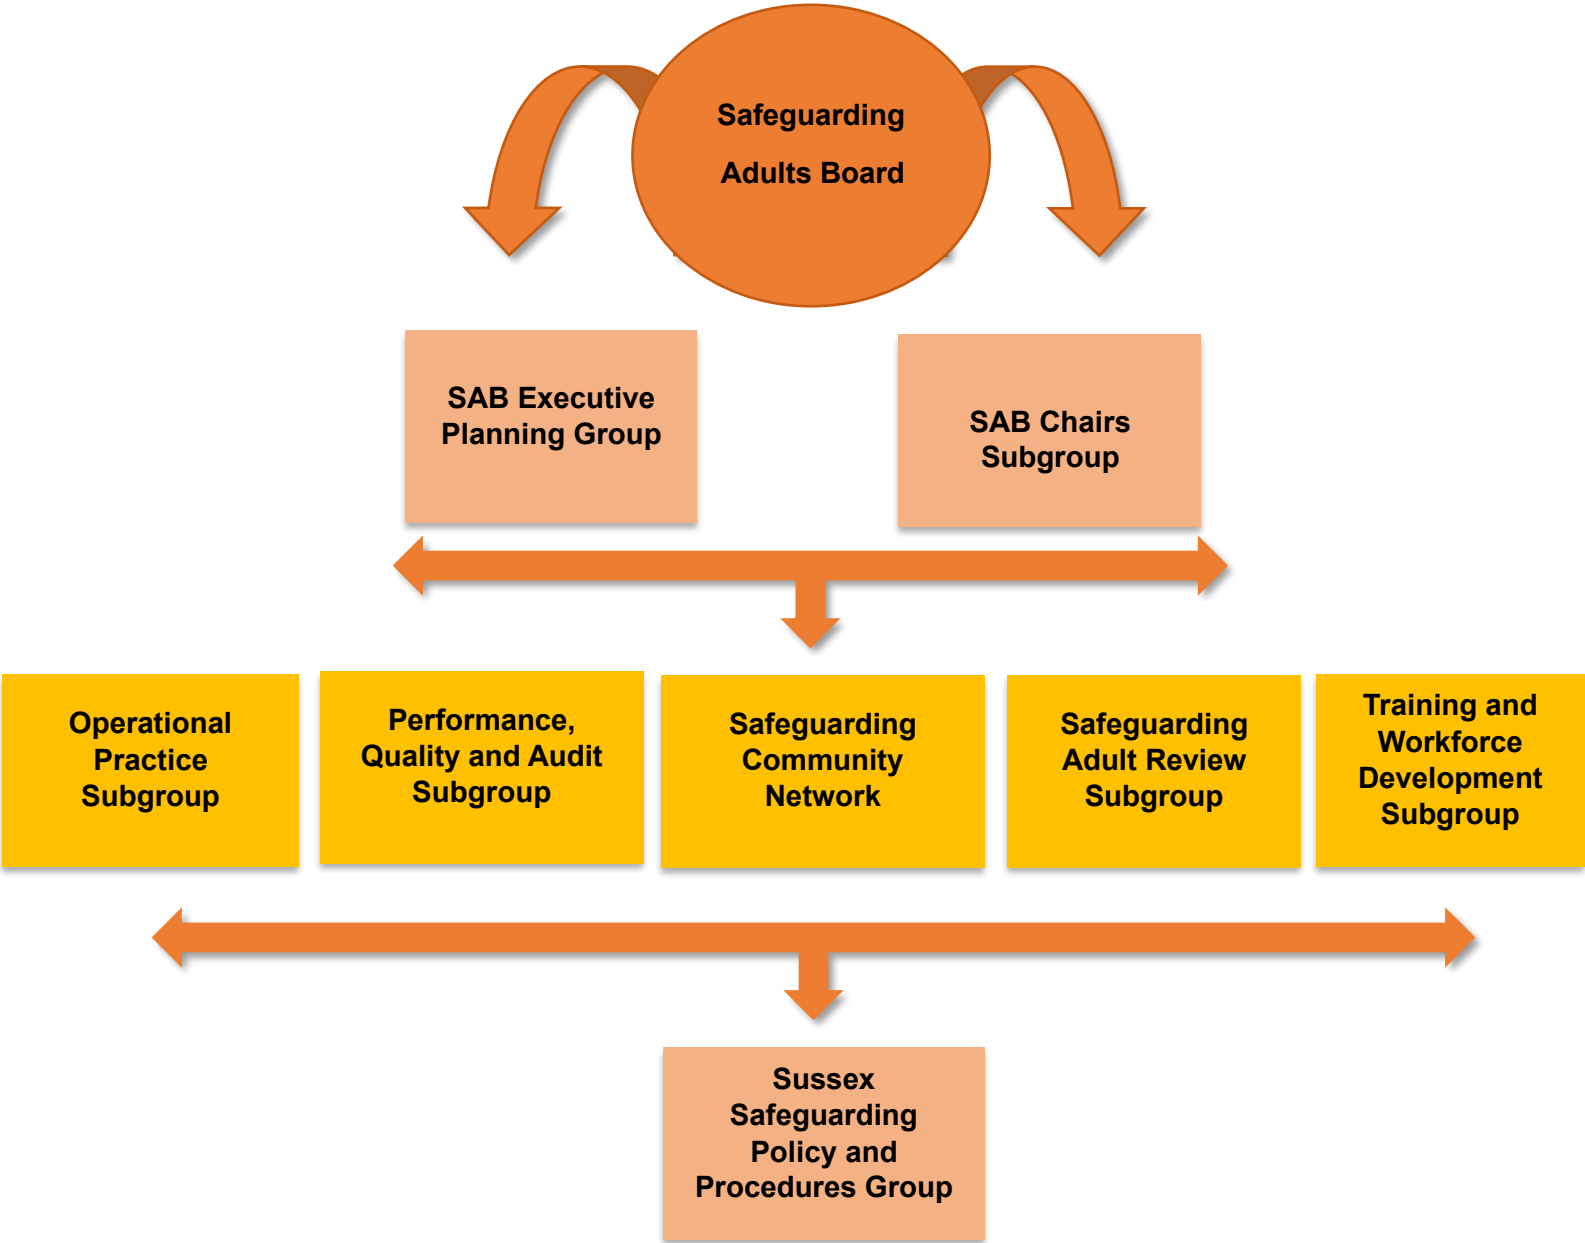 Safeguarding
Adults Board
SAB Executive
Planning Group
SAB Chairs
Subgroup
Operational
Practice
Subgroup
Performance,
Quality and Audit
Subgroup
Safeguarding
Community
Network
Safeguarding
Adult Review
Subgroup
Training and
Workforce
Development
Subgroup
Sussex
Safeguarding
Policy and
Procedures Group